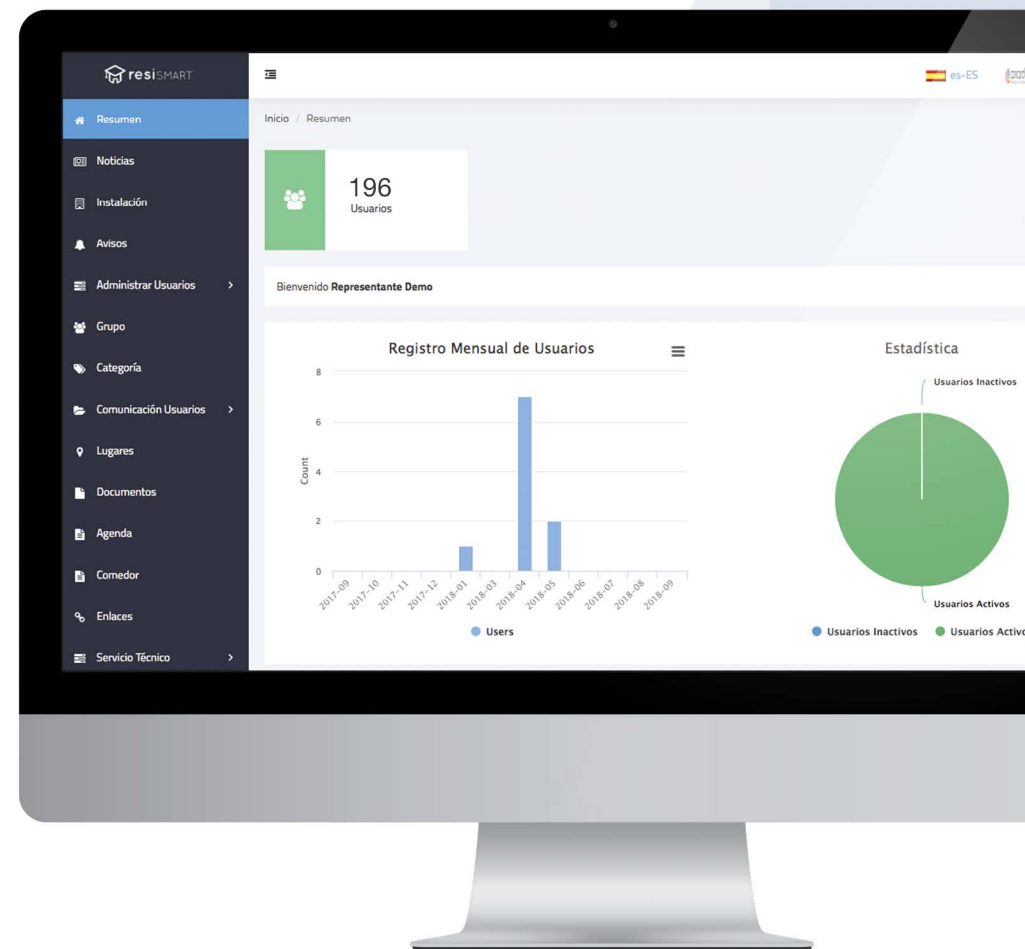 resiSMART
es-ES
Resumen
Noticias
Instalación
Avisos
Administrar Usuarios
Grupo
Categoría
Comunicación Usuarios
Lugares
Documentos
Agenda
Comedor
Enlaces
Servicio Técnico
Inicio / Resumen
196
Usuarios
Bienvenido Representante Demo
Registro Mensual de Usuarios
Count
8
6
4
2
0
2017-09 2017-10 2017-11 2017-12 2018-01 2018-03 2018-04 2018-05 2018-06 2018-07 2018-08 2018-09
Users
Estadística
Usuarios Inactivos
Usuarios Activos
Usuarios Inactivos Usuarios Activo